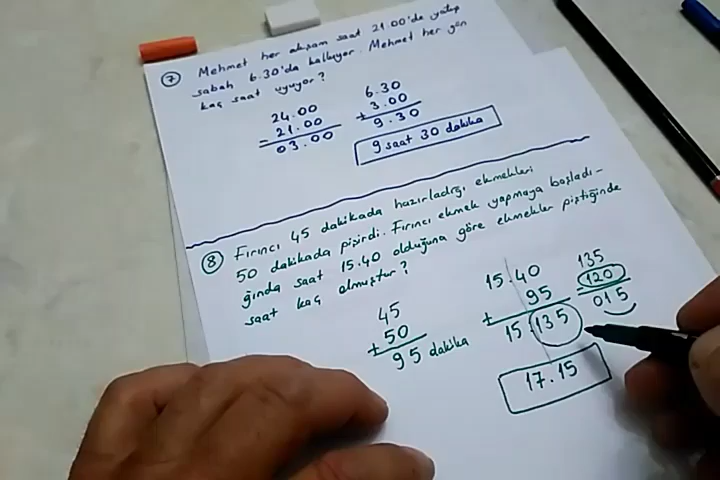 7 Mehmet her akşam saat 21.00'de yatıp
sabah 6.30'da kalkıyor. Mehmet her gün
kaç saat uyuyor?
24.00
= 21.00
03.00
6.30
+ 3.00
9.30
9 saat 30 dakika
8 Fırıncı 45 dakikada hazırladığı ekmekleri
50 dakikada pişirdi. Fırıncı ekmek yapmaya başladı-
ğında saat 15.40 olduğuna göre ekmekler piştiğinde
saat kaç olmuştur?
45
+ 50
95 dakika
15.40
95
+
15.135
135
120
015
17.15